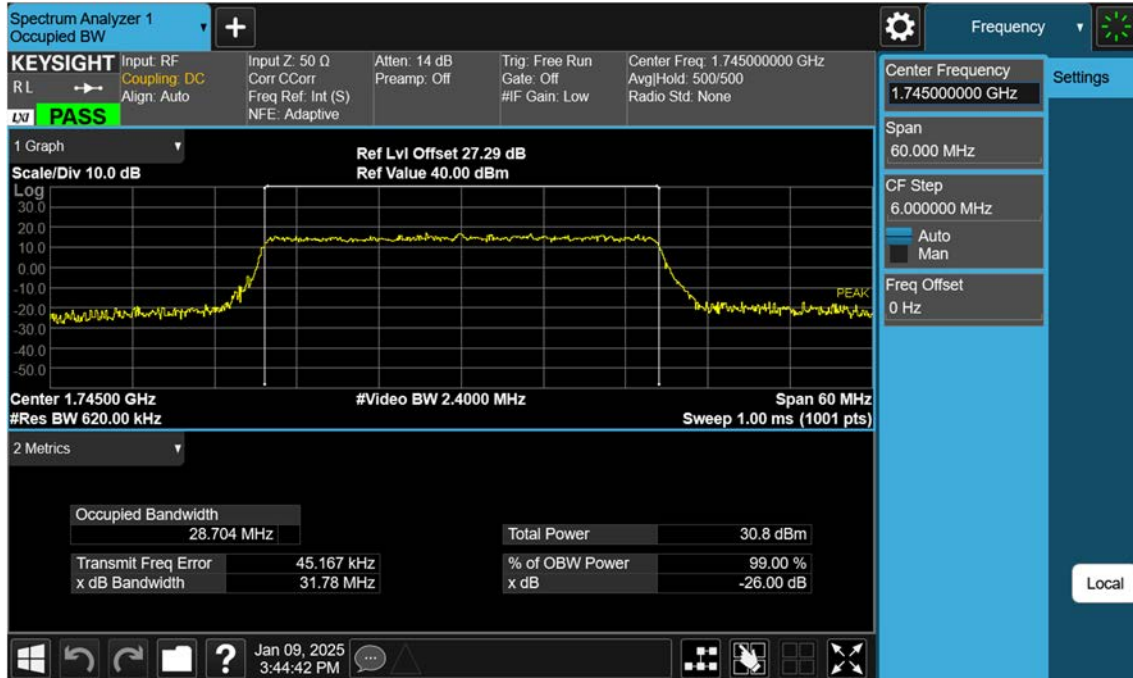 Spectrum Analyzer 1
Occupied BW
+
Frequency
KEYSIGHT
R L
LXI PASS
Input: RF
Coupling: DC
Align: Auto
Input Z: 50 Ω
Corr CCorr
Freq Ref: Int (S)
NFE: Adaptive
Atten: 14 dB
Preamp: Off
Trig: Free Run
Gate: Off
#IF Gain: Low
Center Freq: 1.745000000 GHz
Avg|Hold: 500/500
Radio Std: None
Center Frequency
1.745000000 GHz
Settings
Span
60.000 MHz
CF Step
6.000000 MHz
Auto
Man
Freq Offset
0 Hz
Local
1 Graph
Scale/Div 10.0 dB
Ref Lvl Offset 27.29 dB
Ref Value 40.00 dBm
Log
30.0
20.0
10.0
0.00
-10.0
-20.0
-30.0
-40.0
-50.0
PEAK
Center 1.74500 GHz
#Res BW 620.00 kHz
#Video BW 2.4000 MHz
Span 60 MHz
Sweep 1.00 ms (1001 pts)
2 Metrics
Occupied Bandwidth
28.704 MHz
Transmit Freq Error 45.167 kHz
x dB Bandwidth 31.78 MHz
Total Power 30.8 dBm
% of OBW Power 99.00 %
x dB -26.00 dB
?
Jan 09, 2025
3:44:42 PM